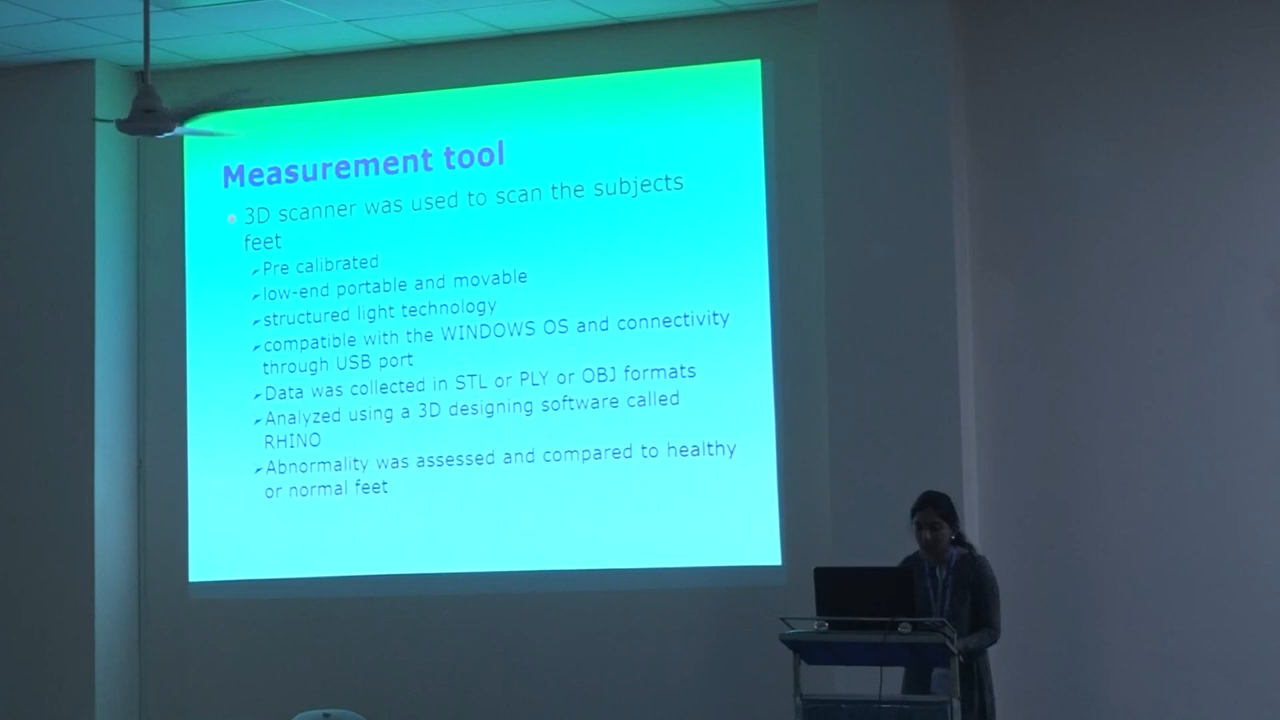 Measurement tool
3D scanner was used to scan the subjects
feet
Pre calibrated
low-end portable and movable
structured light technology
compatible with the WINDOWS OS and connectivity
through USB port
Data was collected in STL or PLY or OBJ formats
Analyzed using a 3D designing software called
RHINO
Abnormality was assessed and compared to healthy
or normal feet